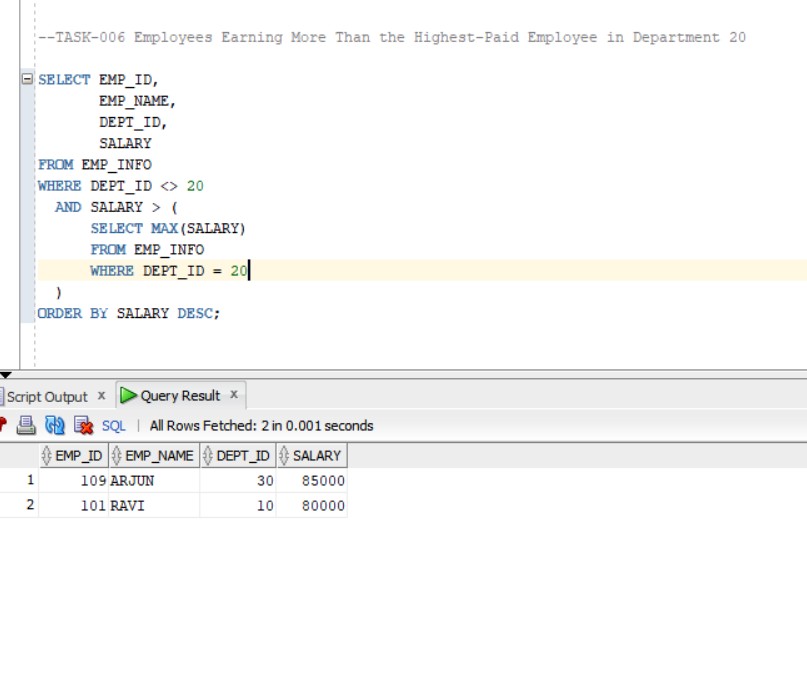 --TASK-006 Employees Earning More Than the Highest-Paid Employee in Department 20
SELECT EMP_ID,
EMP_NAME,
DEPT_ID,
SALARY
FROM EMP_INFO
WHERE DEPT_ID <> 20
AND SALARY > (
SELECT MAX(SALARY)
FROM EMP_INFO
WHERE DEPT_ID = 20
)
ORDER BY SALARY DESC;
Script Output x Query Result x
SQL | All Rows Fetched: 2 in 0.001 seconds
EMP_ID EMP_NAME DEPT_ID SALARY
1 109 ARJUN 30 85000
2 101 RAVI 10 80000